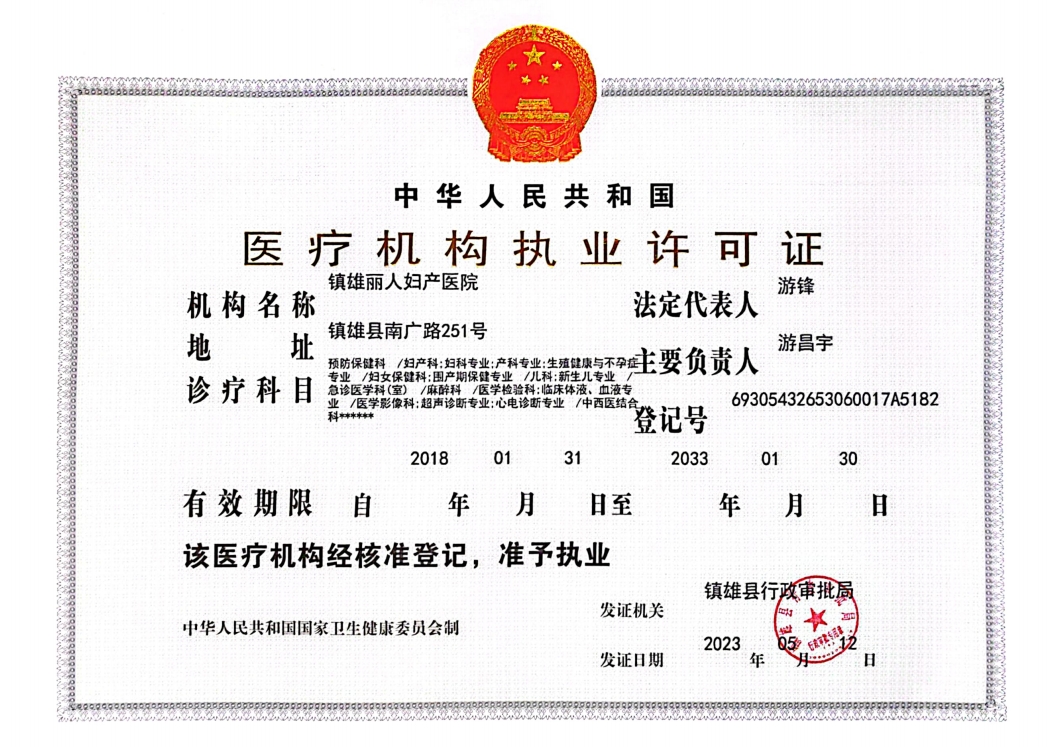 中华人民共和国
医疗机构执业许可证
机构名称 镇雄丽人妇产医院
法定代表人 游锋
地址 镇雄县南广路251号
主要负责人 游昌宇
诊疗科目 预防保健科 /妇产科;妇科专业;产科专业;生殖健康与不孕症
专业 /妇女保健科;围产期保健专业 /儿科;新生儿专业 /
急诊医学科(室) /麻醉科 /医学检验科;临床体液、血液专
业 /医学影像科;超声诊断专业;心电诊断专业 /中西医结合
科******
登记号 69305432653060017A5182
有效期限 自 2018 年 01 月 31 日至 2033 年 01 月 30 日
该医疗机构经核准登记，准予执业
发证机关 镇雄县行政审批局
中华人民共和国国家卫生健康委员会制
发证日期 2023 年 05 月 12 日